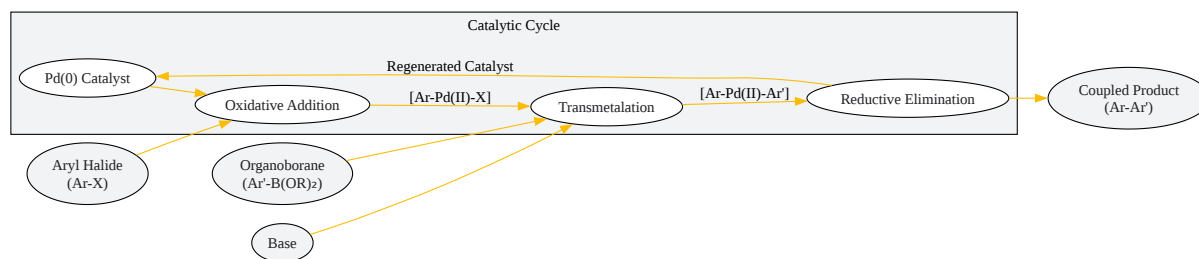 Catalytic Cycle
Regenerated Catalyst
Pd(0) Catalyst
Oxidative Addition
[Ar-Pd(II)-X]
Transmetalation
[Ar-Pd(II)-Ar']
Reductive Elimination
Coupled Product
(Ar-Ar')
Aryl Halide
(Ar-X)
Organoborane
(Ar'-B(OR)₂)
Base